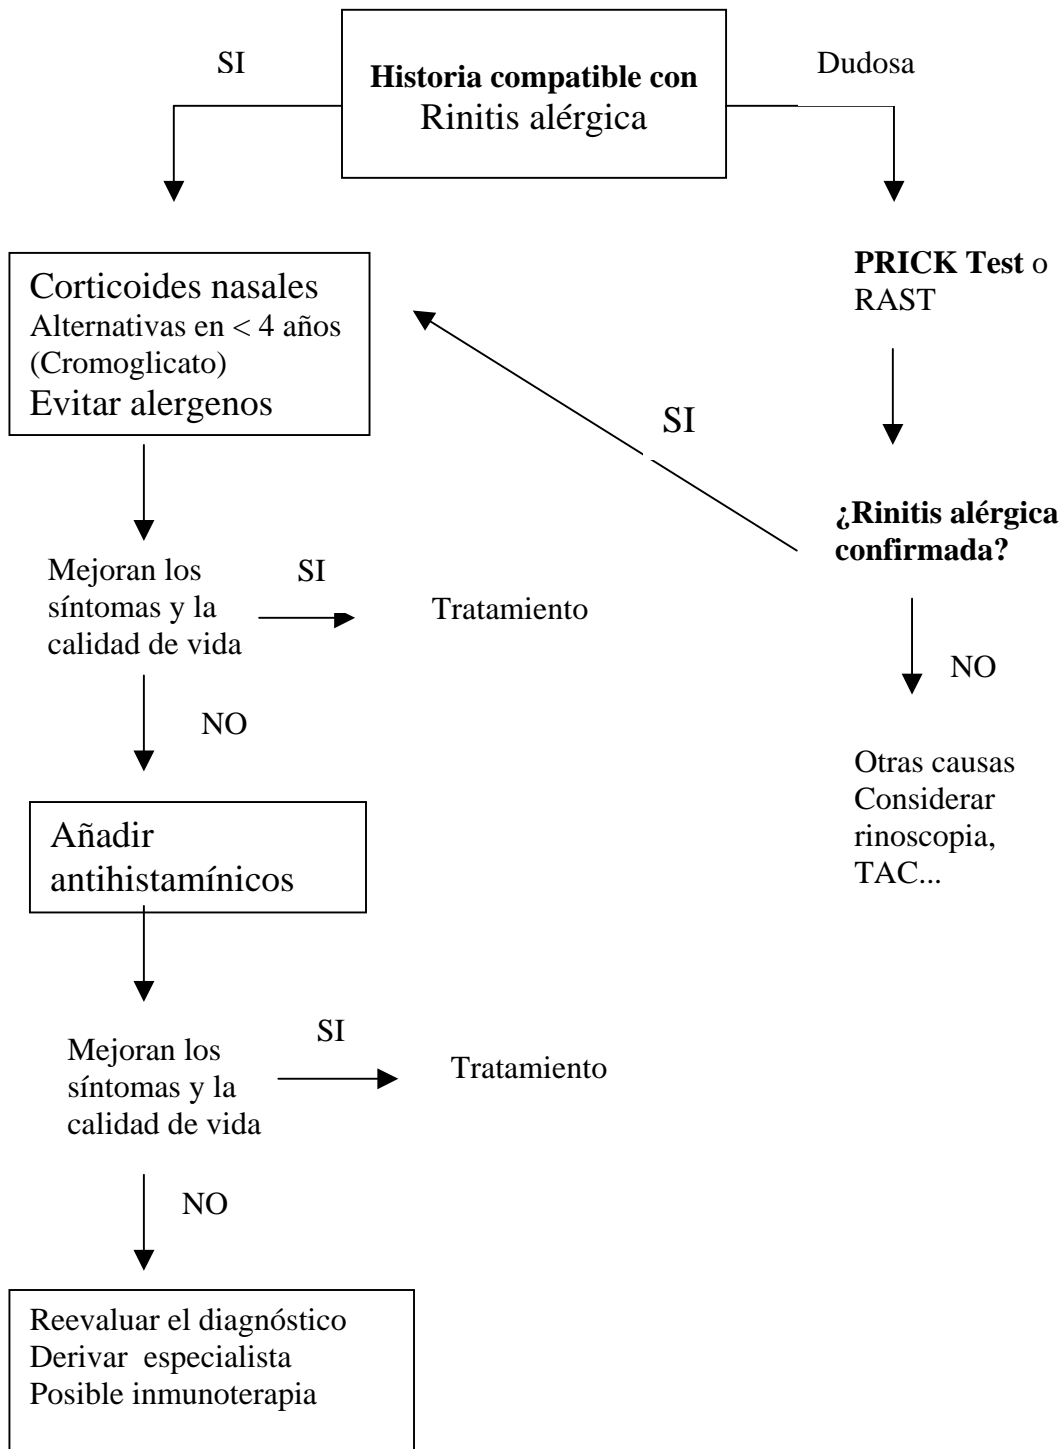 SI
Historia compatible con
Rinitis alérgica
Dudosa
Corticoides nasales
Alternativas en < 4 años
(Cromoglicato)
Evitar alergenos
PRICK Test o
RAST
SI
¿Rinitis alérgica
confirmada?
Mejoran los
síntomas y la
calidad de vida
SI
Tratamiento
NO
NO
Otras causas
Considerar
rinoscopia,
TAC...
Añadir
antihistamínicos
Mejoran los
síntomas y la
calidad de vida
SI
Tratamiento
NO
Reevaluar el diagnóstico
Derivar especialista
Posible inmunoterapia